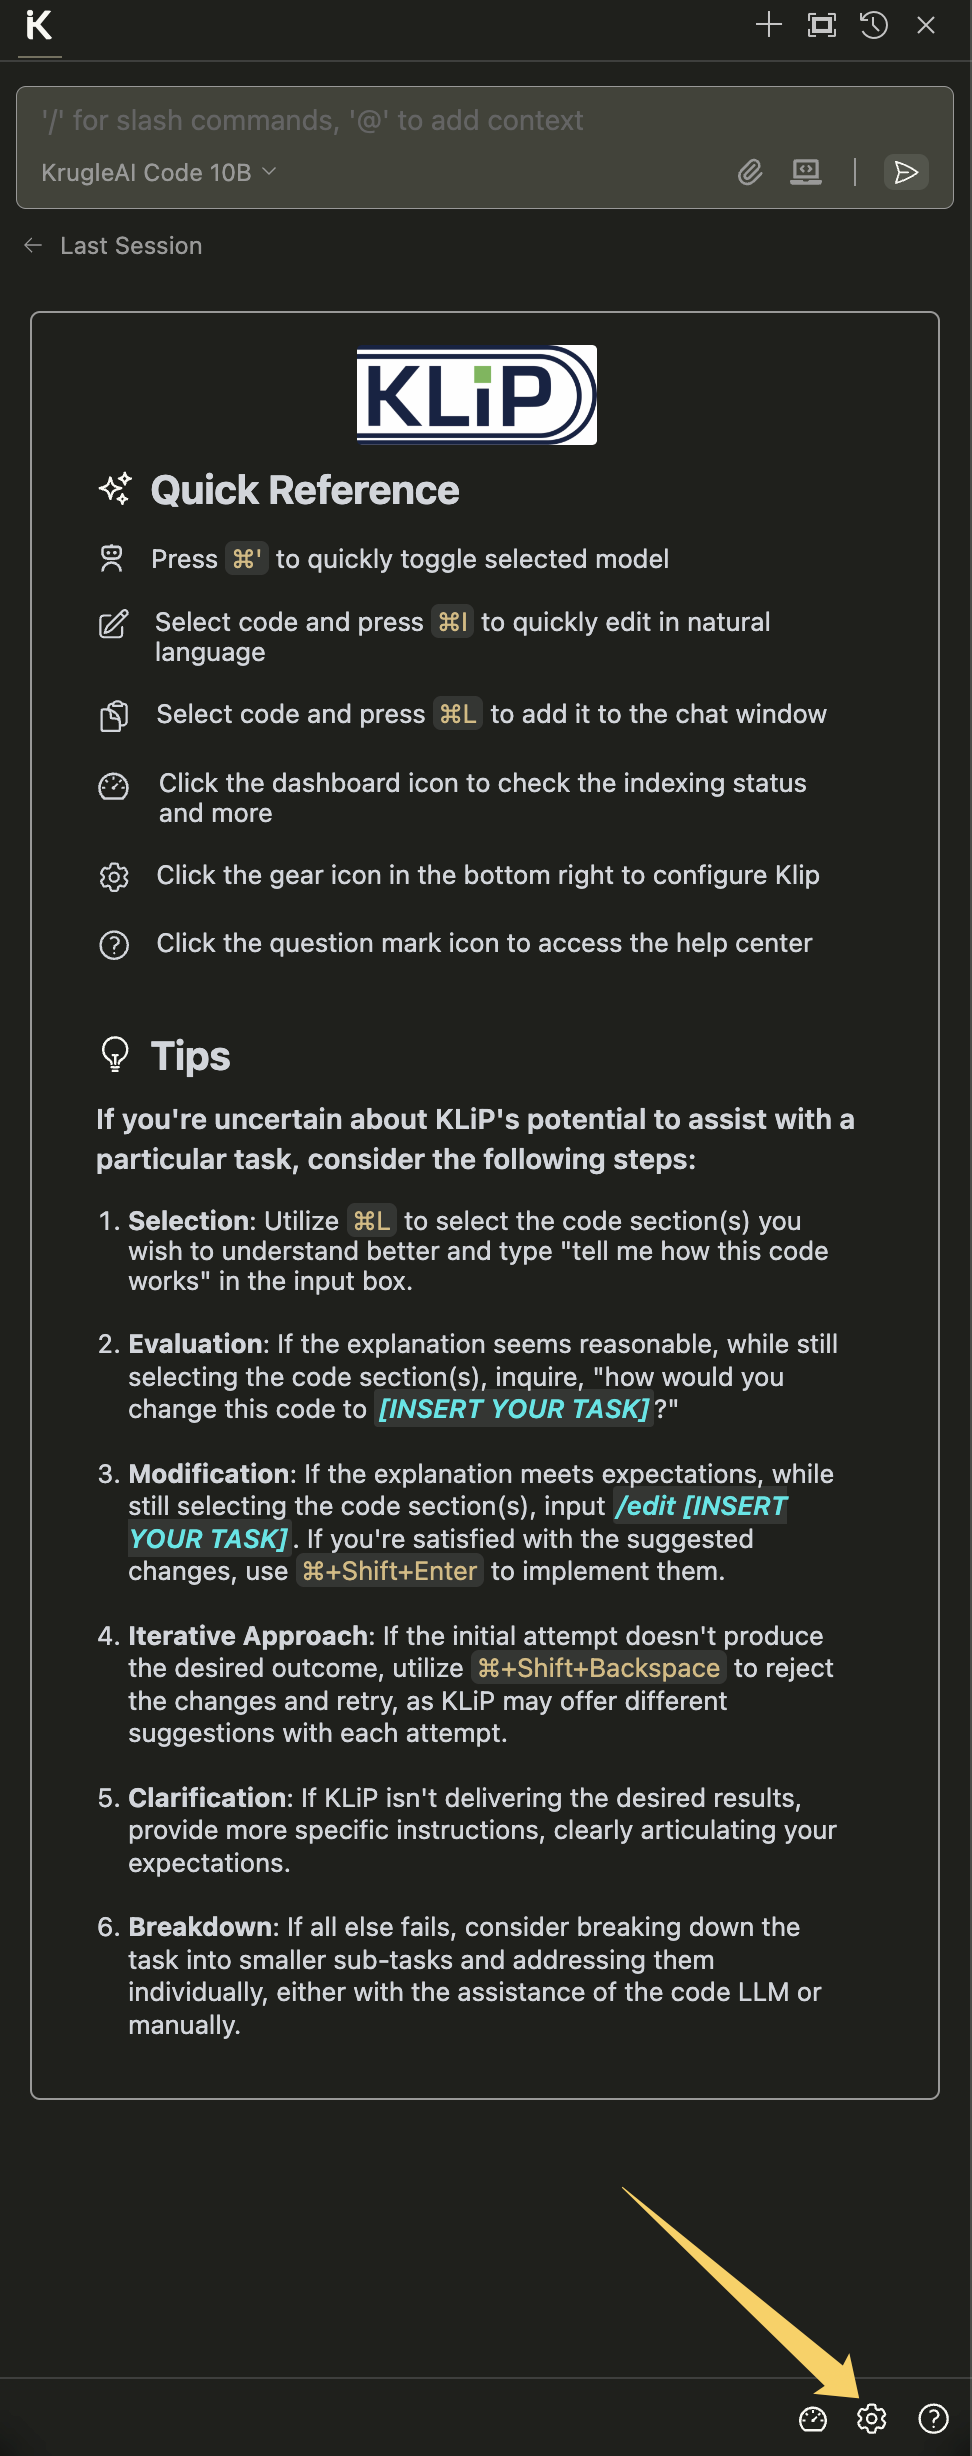 '/' for slash commands, '@' to add context
KrugleAI Code 10B
Last Session
KLiP
Quick Reference
Press ⌘' to quickly toggle selected model
Select code and press ⌘I to quickly edit in natural
language
Select code and press ⌘L to add it to the chat window
Click the dashboard icon to check the indexing status
and more
Click the gear icon in the bottom right to configure Klip
Click the question mark icon to access the help center
Tips
If you're uncertain about KLiP's potential to assist with a
particular task, consider the following steps:
1. Selection: Utilize ⌘L to select the code section(s) you
wish to understand better and type "tell me how this code
works" in the input box.
2. Evaluation: If the explanation seems reasonable, while still
selecting the code section(s), inquire, "how would you
change this code to [INSERT YOUR TASK]?"
3. Modification: If the explanation meets expectations, while
still selecting the code section(s), input /edit [INSERT
YOUR TASK]. If you're satisfied with the suggested
changes, use ⌘+Shift+Enter to implement them.
4. Iterative Approach: If the initial attempt doesn't produce
the desired outcome, utilize ⌘+Shift+Backspace to reject
the changes and retry, as KLiP may offer different
suggestions with each attempt.
5. Clarification: If KLiP isn't delivering the desired results,
provide more specific instructions, clearly articulating your
expectations.
6. Breakdown: If all else fails, consider breaking down the
task into smaller sub-tasks and addressing them
individually, either with the assistance of the code LLM or
manually.